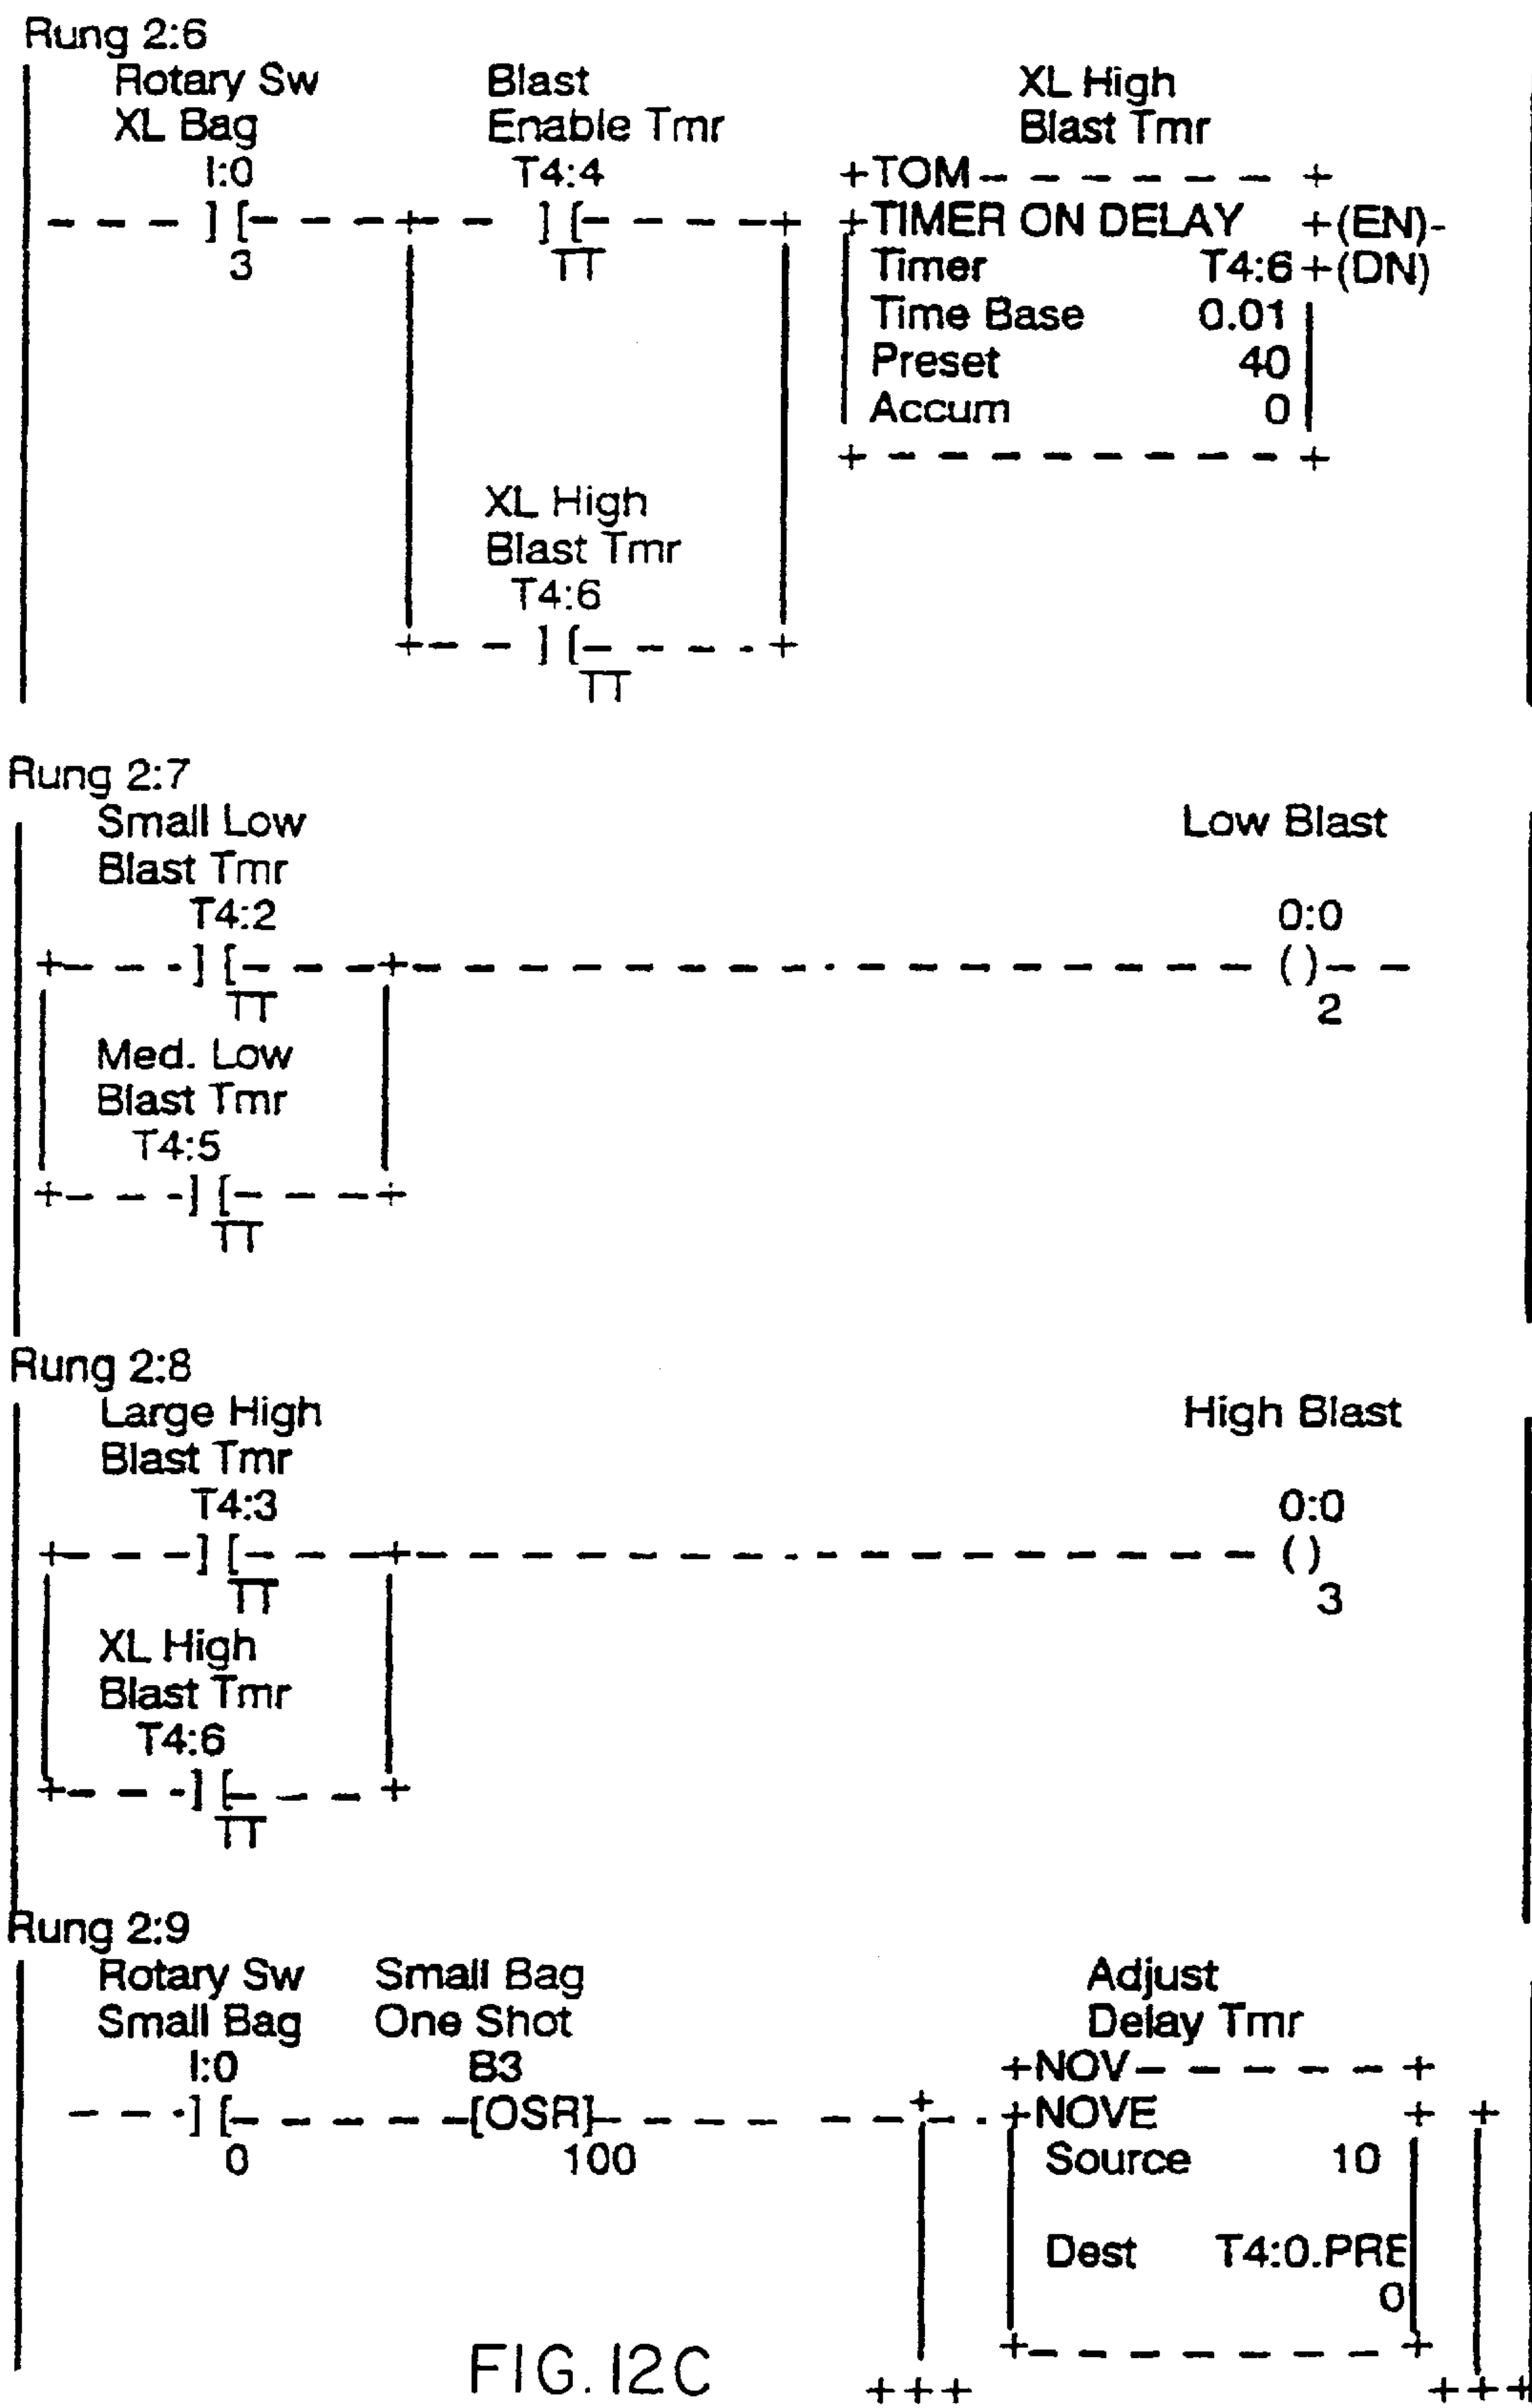 Rung 2:6
Rotary Sw Blast XL High
XL Bag Enable Tmr Blast Tmr
I:0 T4:4 +TOM- - - - - - - +
- - - - ] [- - - -+- - ] [- - - -+ +TIMER ON DELAY +(EN)-
3 TT Timer T4:6 +(DN)
Time Base 0.01
Preset 40
Accum 0
+ - - - - - - - - - +
XL High
Blast Tmr
T4:6
+- - - ] [- - - - - +
TT
Rung 2:7
Small Low Low Blast
Blast Tmr
T4:2 0:0
+- - - -] [- - - -+- - - - - - - - - - - - - - - - - - ( )- - -
TT 2
Med. Low
Blast Tmr
T4:5
+- - - -] [- - - -+
TT
Rung 2:8
Large High High Blast
Blast Tmr
T4:3 0:0
+- - - -] [- - - -+- - - - - - - - - - - - - - - - - - ( )
TT 3
XL High
Blast Tmr
T4:6
+- - - -] [- - - - +
TT
Rung 2:9
Rotary Sw Small Bag Adjust
Small Bag One Shot Delay Tmr
I:0 B3 +NOV- - - - - - +
- - -] [- - - - - -[OSR]- - - - - - -+- - +NOVE + +
0 100 Source 10
Dest T4:0.PRE
0
+- - - - - - - - +
FIG. 12C +++ +++